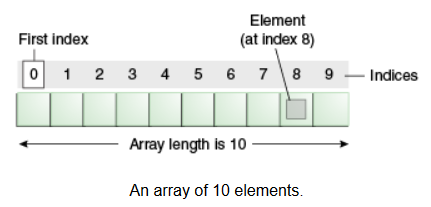 Element
First index
(at index 8)
0 1 2 3 4 5 6 7 8 9
Indices
Array length is 10
An array of 10 elements.